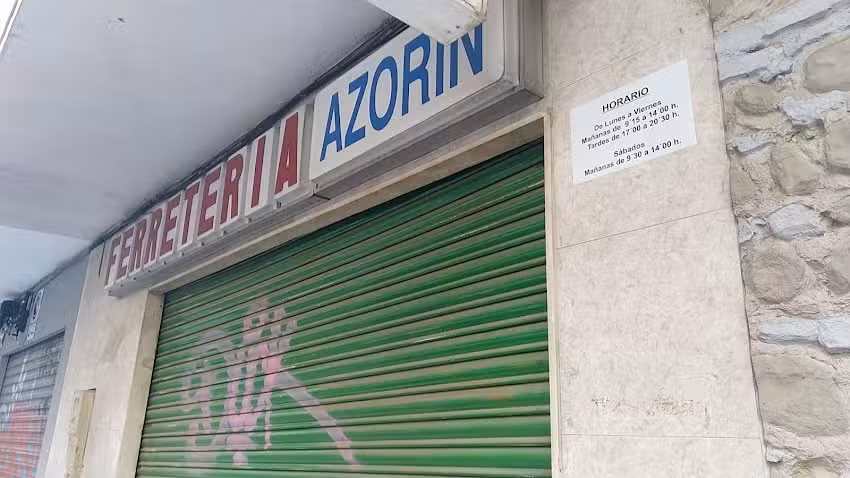 FERRETERIA AZORIN
HORARIO
De Lunes a Viernes
Mañanas de 9´15 a 14´00 h.
Tardes de 17´00 a 20´30 h.
Sábados
Mañanas de 9´30 a 14´00 h.